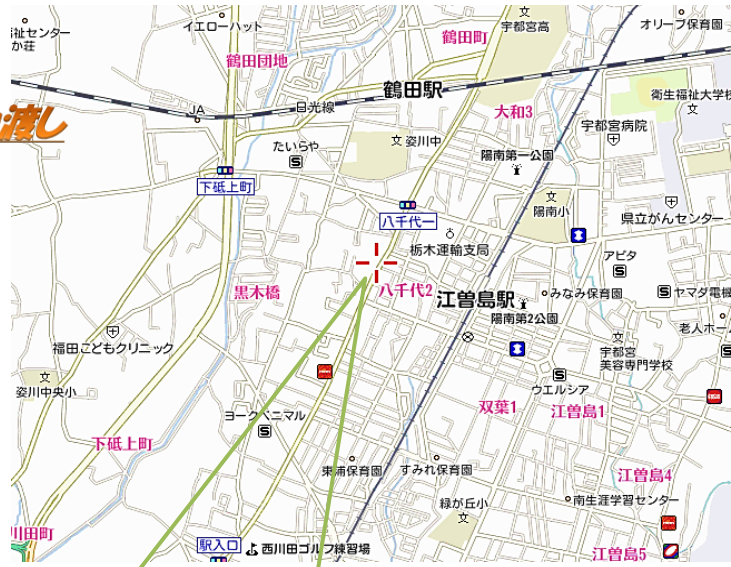 イエローハット
福祉センター
か荘
鶴田団地
鶴田町
宇都宮高
オリーブ保育園
鶴田駅
JA
日光線
渡し
たいらや
姿川中
大和3
陽南第一公園
宇都宮病院
衛生福祉大学校
下砥上町
八千代一
陽南小
県立がんセンター
栃木運輸支局
アピタ
黒木橋
八千代2
江曽島駅
みなみ保育園
ヤマダ電機
陽南第2公園
老人ホーム
福田こどもクリニック
宇都宮
美容専門学校
姿川中央小
ウエルシア
ヨークベニマル
双葉1
江曽島1
下砥上町
東浦保育園
すみれ保育園
江曽島4
緑が丘小
南生涯学習センター
川田町
駅入口
西川田ゴルフ練習場
江曽島5